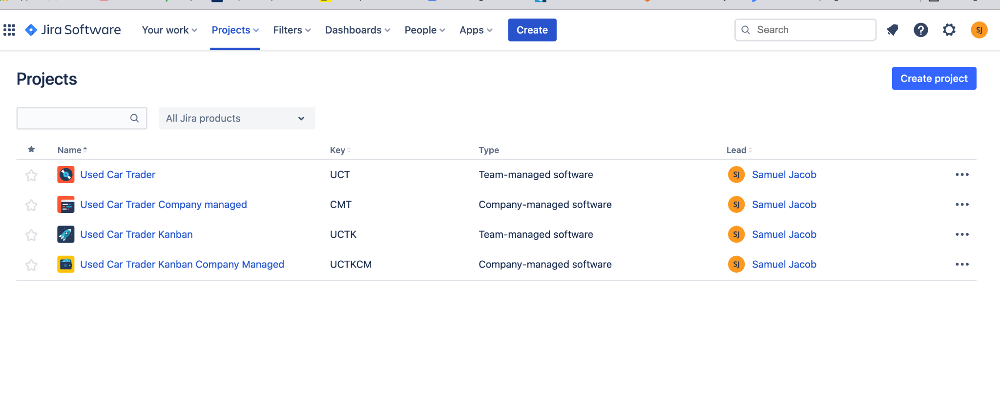 Jira Software Your work Projects Filters Dashboards People Apps Create Search SJ
Projects
Create project
All Jira products
Name Key Type Lead
Used Car Trader UCT Team-managed software SJ Samuel Jacob
Used Car Trader Company managed CMT Company-managed software SJ Samuel Jacob
Used Car Trader Kanban UCTK Team-managed software SJ Samuel Jacob
Used Car Trader Kanban Company Managed UCTKCM Company-managed software SJ Samuel Jacob